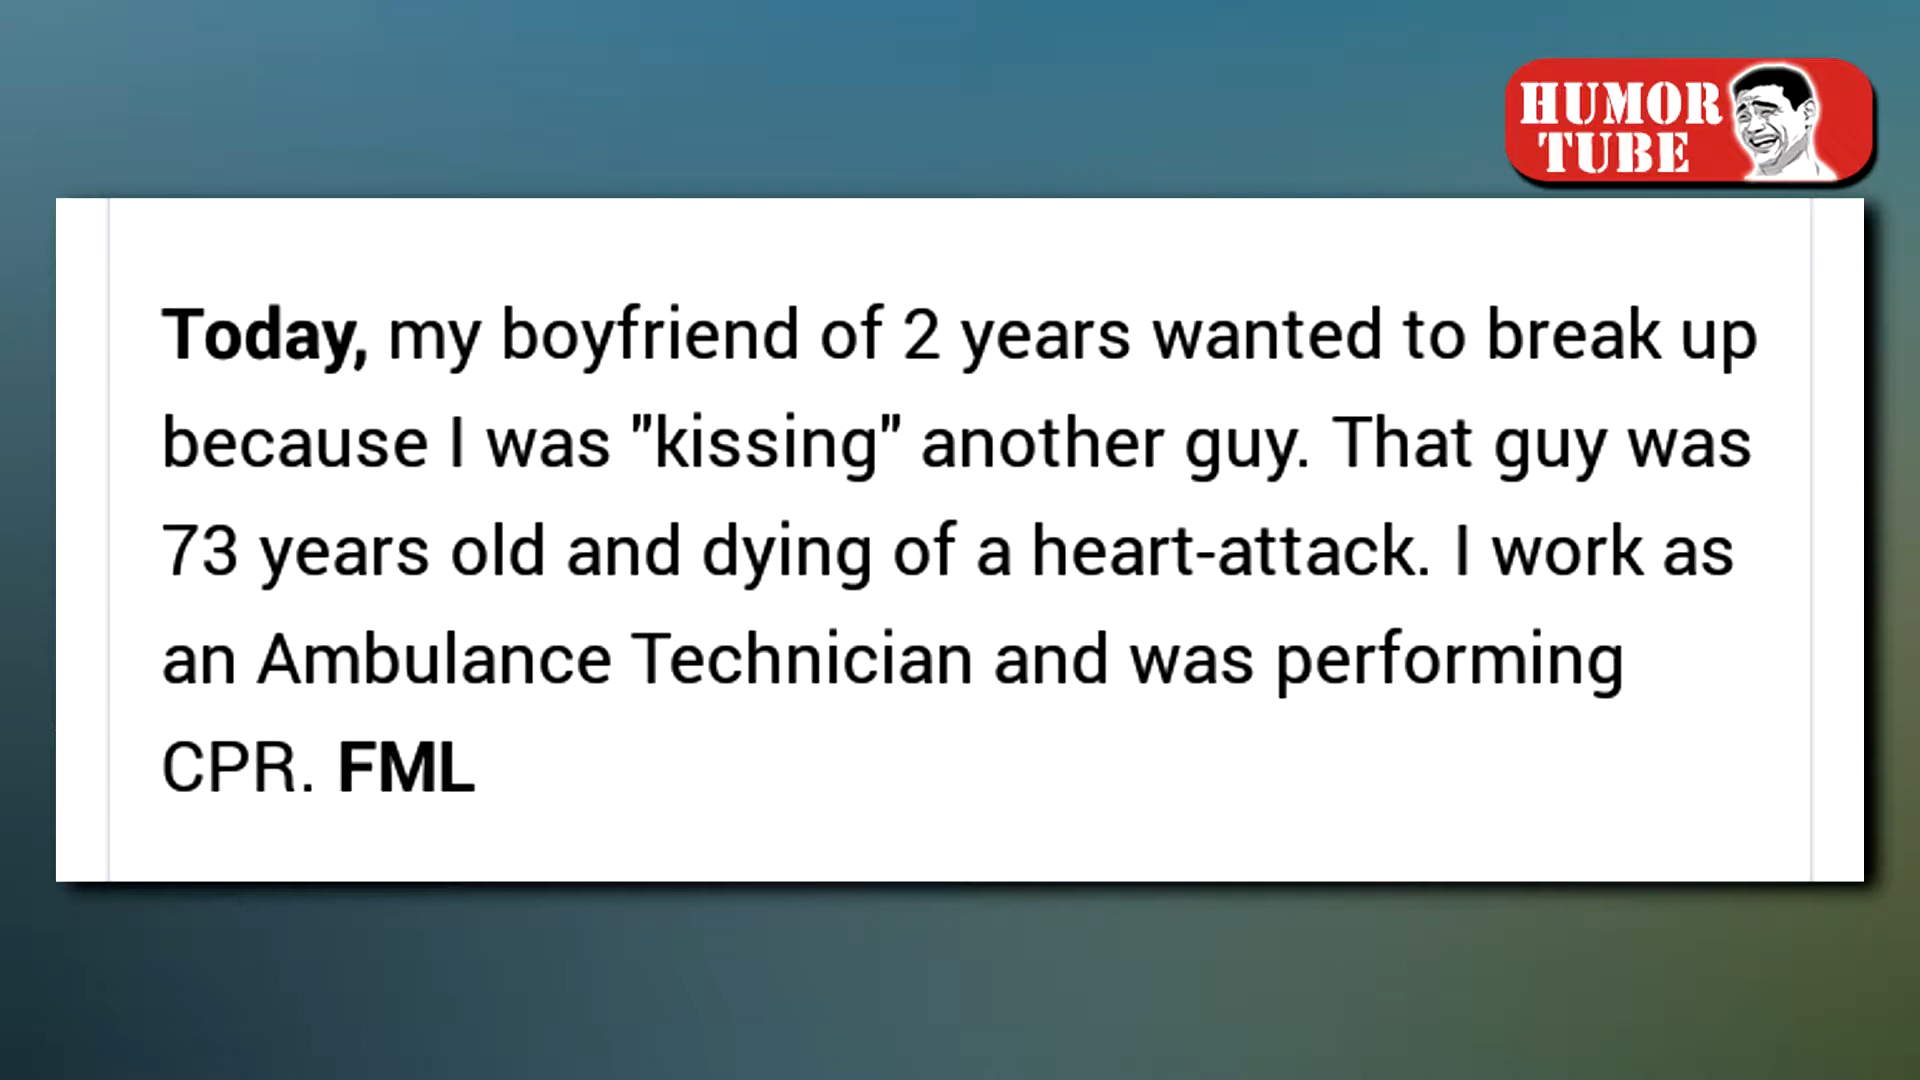 HUMOR
TUBE
Today, my boyfriend of 2 years wanted to break up
because I was "kissing" another guy. That guy was
73 years old and dying of a heart-attack. I work as
an Ambulance Technician and was performing
CPR. FML